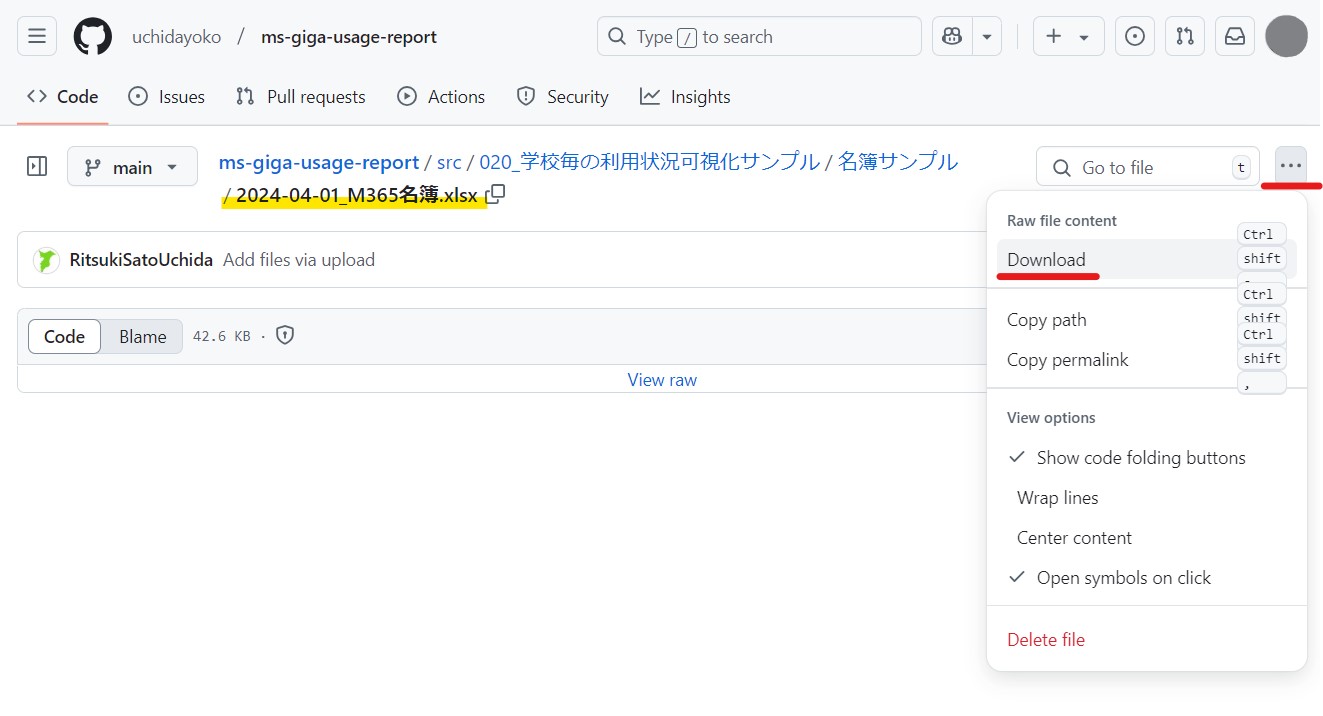 uchidayoko / ms-giga-usage-report
Type / to search
Code Issues Pull requests Actions Security Insights
main
ms-giga-usage-report / src / 020_学校毎の利用状況可視化サンプル / 名簿サンプル
/ 2024-04-01_M365名簿.xlsx
Go to file t
RitsukiSatoUchida Add files via upload
Code Blame 42.6 KB ·
View raw
Raw file content
Download Ctrl shift
Copy path Ctrl shift
Copy permalink Ctrl shift ,
View options
Show code folding buttons
Wrap lines
Center content
Open symbols on click
Delete file